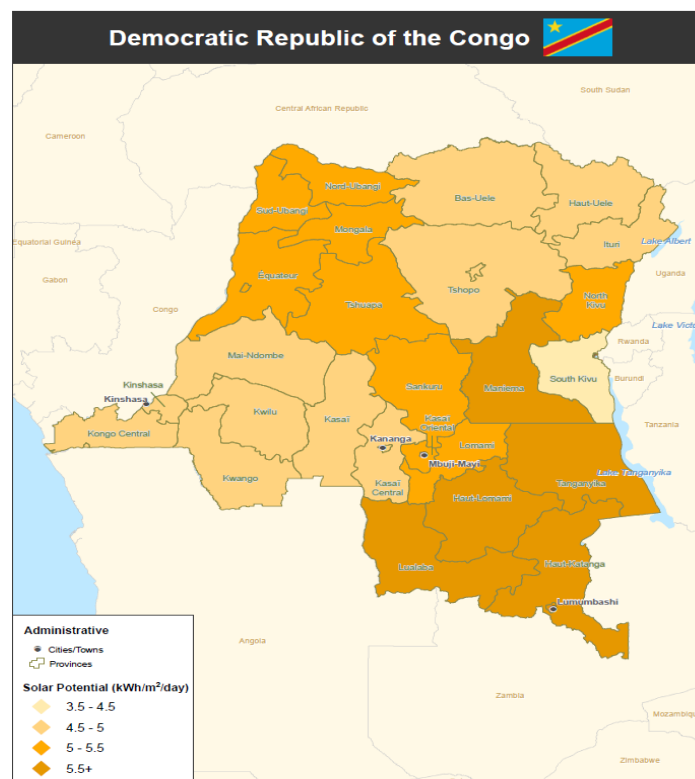 Democratic Republic of the Congo
South Sudan
Central African Republic
Cameroon
Nord-Ubangi
Bas-Uele
Haut-Uele
Sud-Ubangi
Mongala
Equatorial Guinea
Ituri
Lake Albert
Équateur
Uganda
Gabon
Tshopo
North
Kivu
Congo
Tshuapa
Lake Victo
Rwanda
Mai-Ndombe
Kinshasa
Kinshasa
South Kivu
Burundi
Sankuru
Maniema
Kwilu
Kasaï
Kasaï
Oriental
Tanzania
Kongo Central
Kananga
Lomami
Mbuji-Mayi
Kwango
Kasaï
Central
Lake Tanganyika
Tanganyika
Haut-Lomami
Lualaba
Haut-Katanga
Lumumbashi
Angola
Zambia
Mozambiqu
Zimbabwe
Administrative
Cities/Towns
Provinces
Solar Potential (kWh/m²/day)
3.5 - 4.5
4.5 - 5
5 - 5.5
5.5+